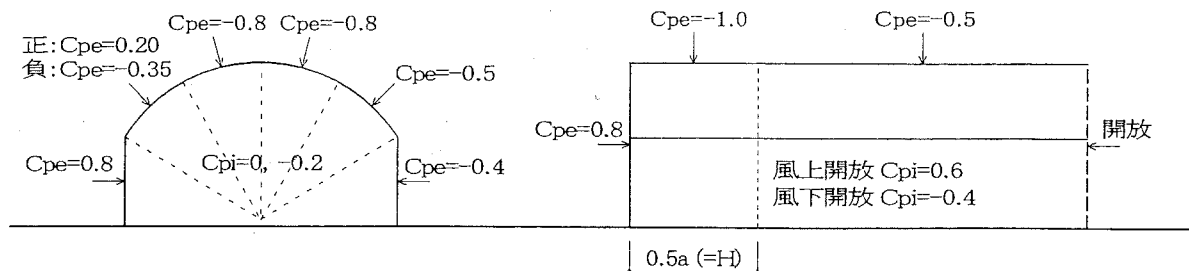 Cpe=−0.8
Cpe=−0.8
正:Cpe=0.20
負:Cpe=−0.35
Cpe=−0.5
Cpe=0.8
Cpi=0, −0.2
Cpe=−0.4
Cpe=−1.0
Cpe=−0.5
Cpe=0.8
開放
風上開放 Cpi=0.6
風下開放 Cpi=−0.4
0.5a (=H)